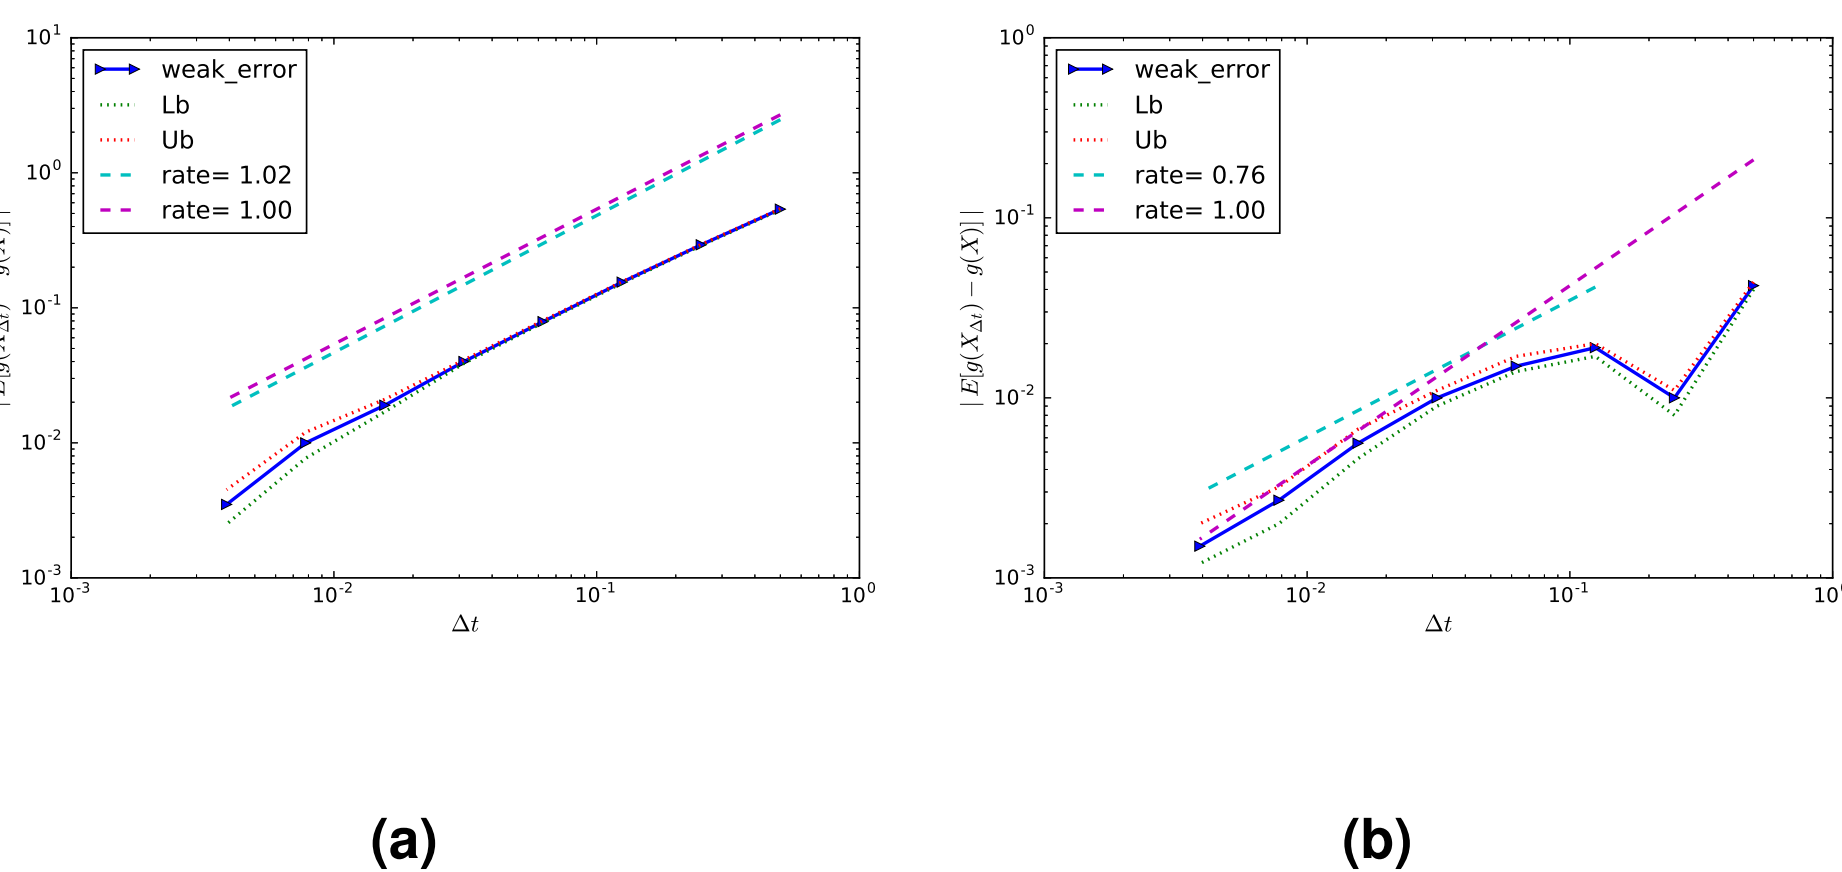 10^1
10^0
10^-1
10^-2
10^-3
weak_error
Lb
Ub
rate= 1.02
rate= 1.00
10^-3
10^-2
10^-1
10^0
Δt
(a)
10^0
10^-1
10^-2
10^-3
|E[g(X_Δt) − g(X)]|
weak_error
Lb
Ub
rate= 0.76
rate= 1.00
10^-3
10^-2
10^-1
Δt
(b)